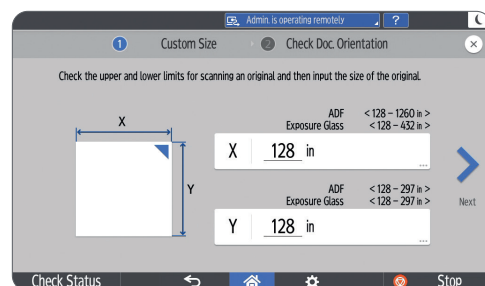 Admin. is operating remotely ?
1 Custom Size 2 Check Doc. Orientation
Check the upper and lower limits for scanning an original and then input the size of the original.
ADF < 128 – 1260 in >
Exposure Glass < 128 – 432 in >
X
X 128 in
...
Y
ADF < 128 – 297 in >
Exposure Glass < 128 – 297 in >
Next
Y 128 in
...
Check Status Stop